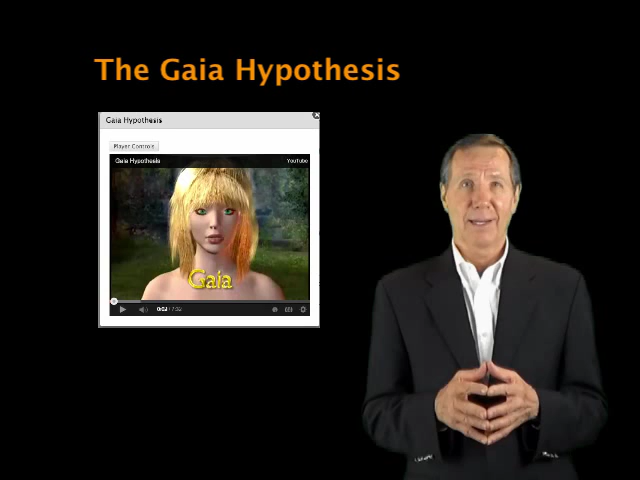 The Gaia Hypothesis
Gaia Hypothesis
Player Controls
Gaia Hypothesis YouTube
Gaia